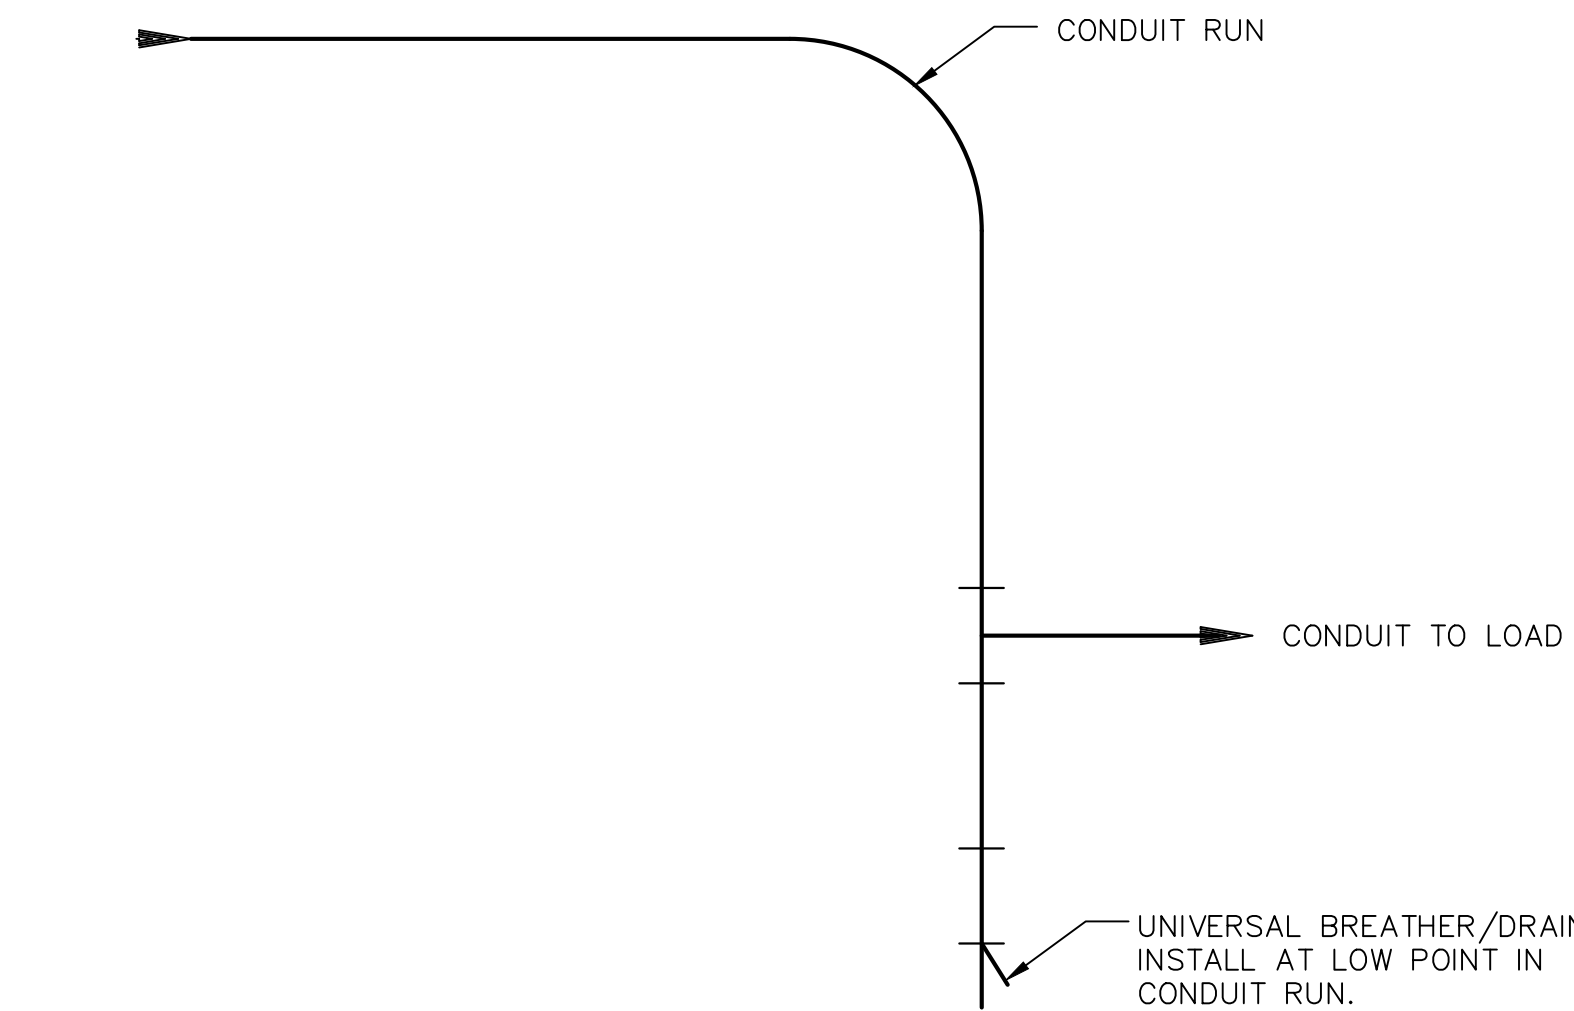 CONDUIT RUN
CONDUIT TO LOAD
UNIVERSAL BREATHER/DRAIN
INSTALL AT LOW POINT IN
CONDUIT RUN.